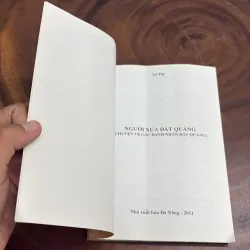 NGƯỜI XƯA ĐẤT QUẢNG
(CHUYỆN VỀ CÁC DANH NHÂN ĐẤT QUẢNG)
Nhà xuất bản Đà Nẵng - 2011